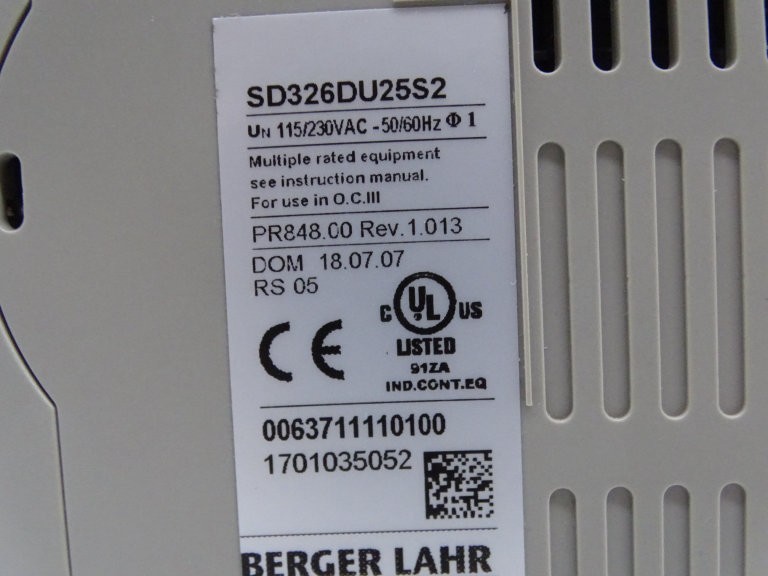 SD326DU25S2
UN 115/230VAC -50/60Hz Φ 1
Multiple rated equipment
see instruction manual.
For use in O.C.III
PR848.00 Rev.1.013
DOM 18.07.07
RS 05
C UL US
LISTED
91ZA
IND.CONT.EQ
CE
0063711110100
1701035052
BERGER LAHR